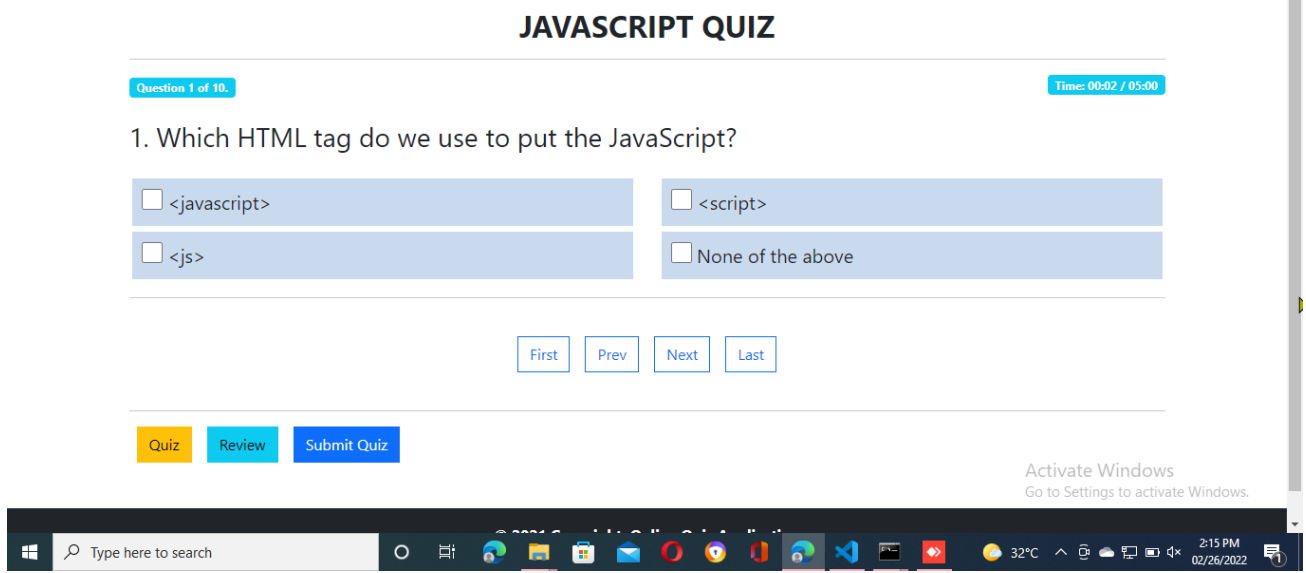 JAVASCRIPT QUIZ
Question 1 of 10.
Time: 00:02 / 05:00
1. Which HTML tag do we use to put the JavaScript?
<javascript>
<script>
<js>
None of the above
First Prev Next Last
Quiz Review Submit Quiz
Activate Windows
Go to Settings to activate Windows.
Type here to search
32°C
2:15 PM
02/26/2022
1